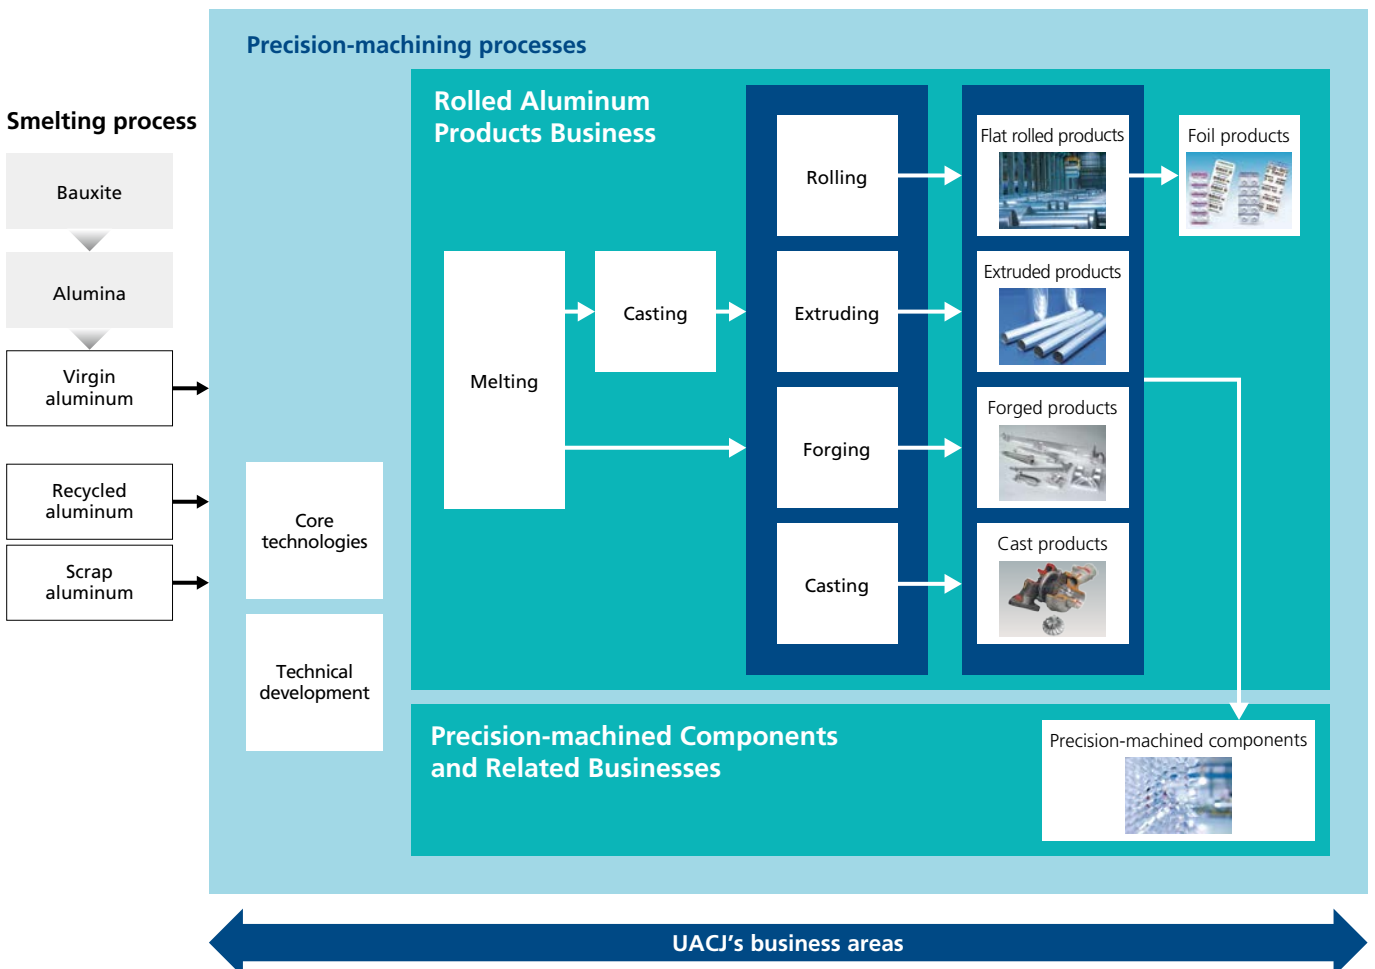 Precision-machining processes
Smelting process
Bauxite
Alumina
Virgin
aluminum
Recycled
aluminum
Scrap
aluminum
Core
technologies
Technical
development
Rolled Aluminum
Products Business
Melting
Casting
Rolling
Extruding
Forging
Casting
Flat rolled products
Extruded products
Forged products
Cast products
Foil products
Precision-machined Components
and Related Businesses
Precision-machined components
UACJ's business areas